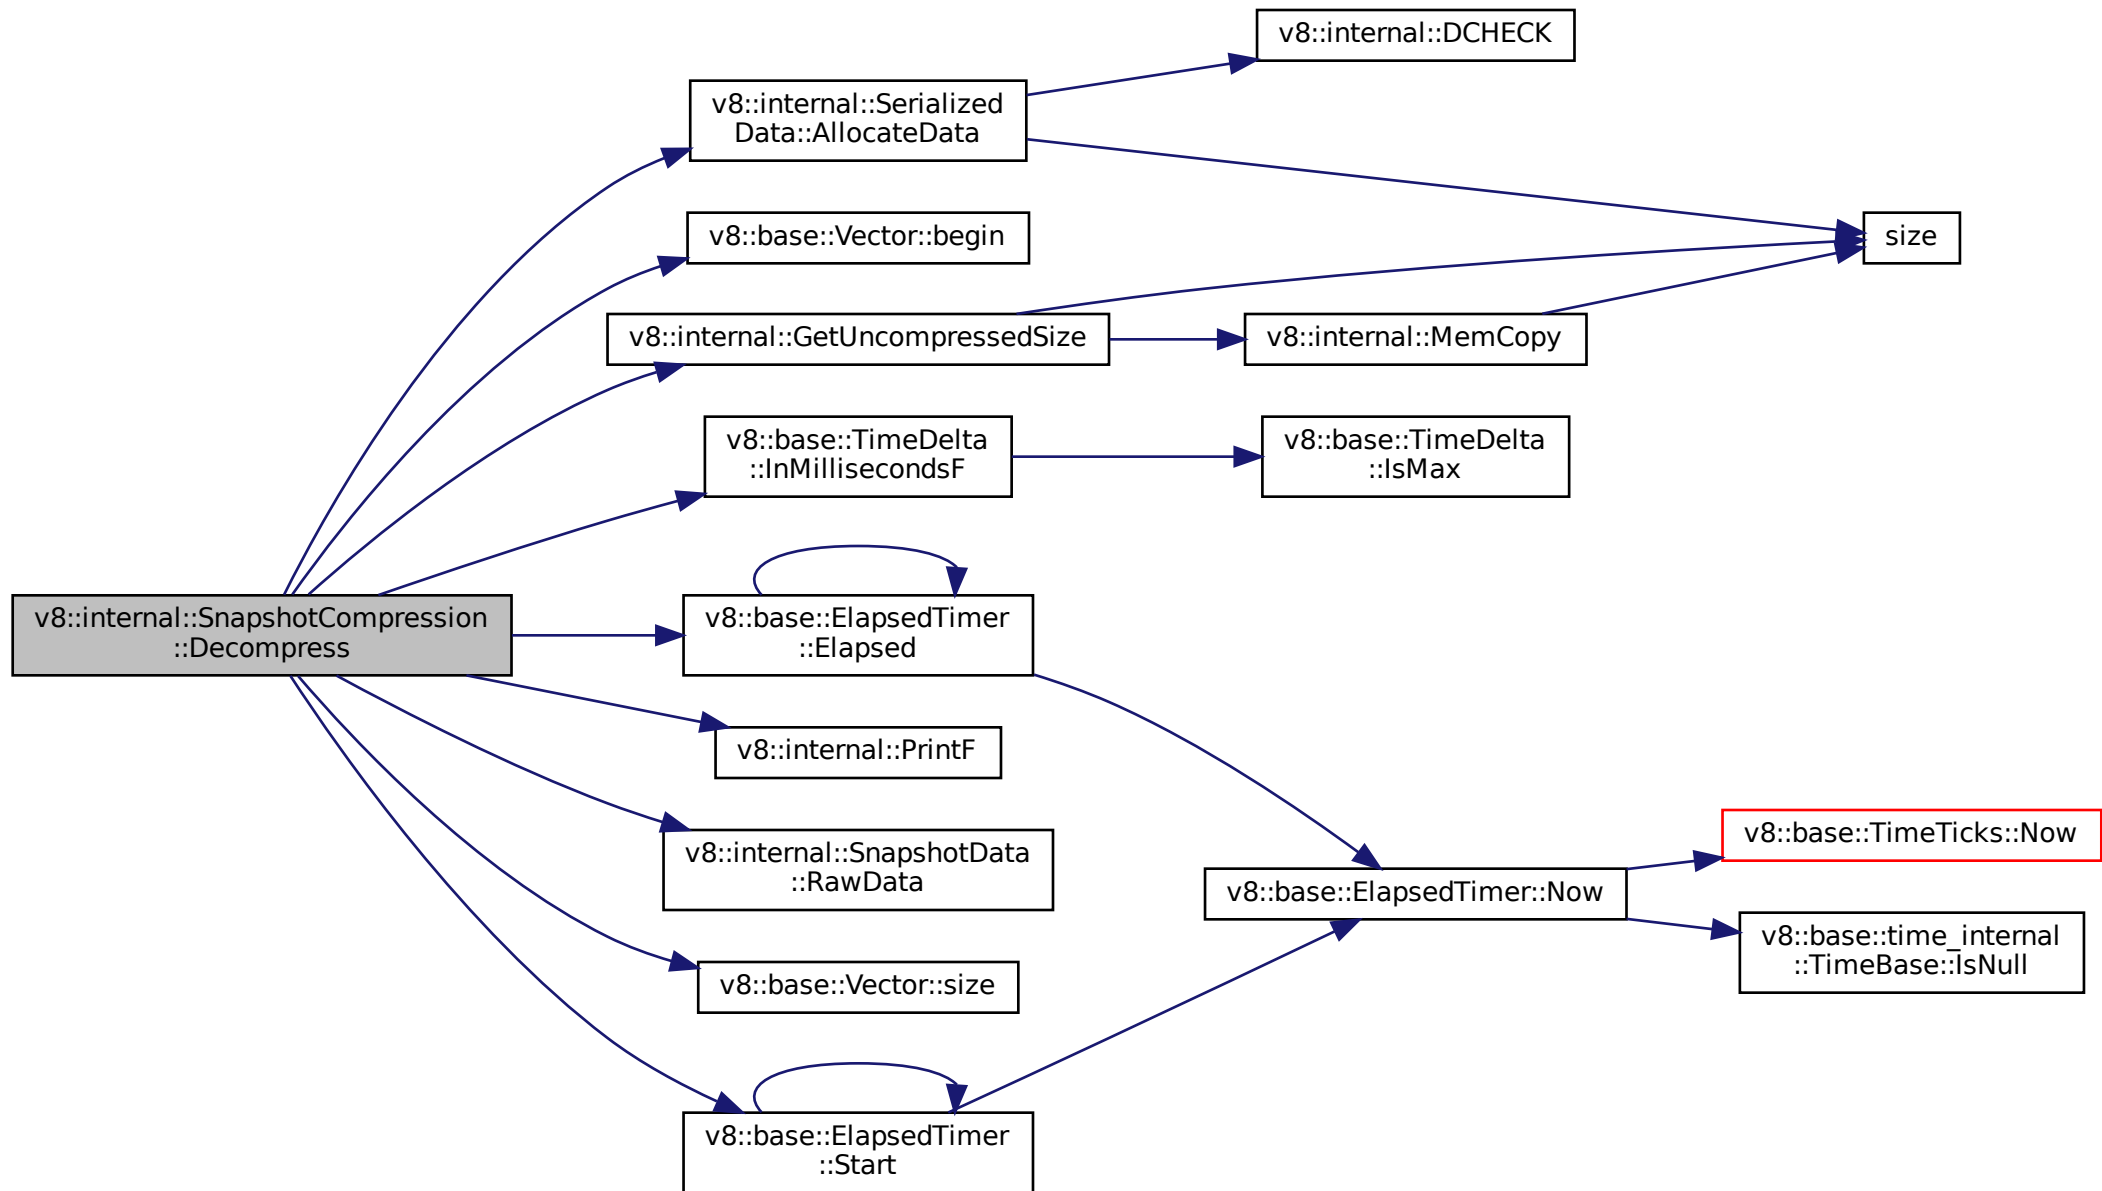 v8::internal::DCHECK
v8::internal::Serialized
Data::AllocateData
v8::base::Vector::begin
size
v8::internal::GetUncompressedSize
v8::internal::MemCopy
v8::base::TimeDelta
::InMillisecondsF
v8::base::TimeDelta
::IsMax
v8::internal::SnapshotCompression
::Decompress
v8::base::ElapsedTimer
::Elapsed
v8::internal::PrintF
v8::internal::SnapshotData
::RawData
v8::base::TimeTicks::Now
v8::base::ElapsedTimer::Now
v8::base::time_internal
::TimeBase::IsNull
v8::base::Vector::size
v8::base::ElapsedTimer
::Start